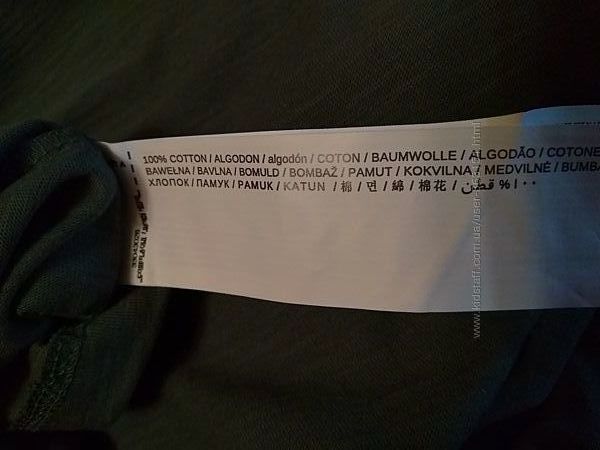 100% COTTON / ALGODON / algodón / COTON / BAUMWOLLE / ALGODÃO / COTONE
BAWEŁNA / BAVLNA / BOMULD / BOMBAŽ / PAMUT / KOKVILNA / MEDVILNĖ / BUMBA
ХЛОПОК / ПАМУК / PAMUK / KATUN / 棉 / 면 / 綿 / 棉花 / قطن % ١٠٠